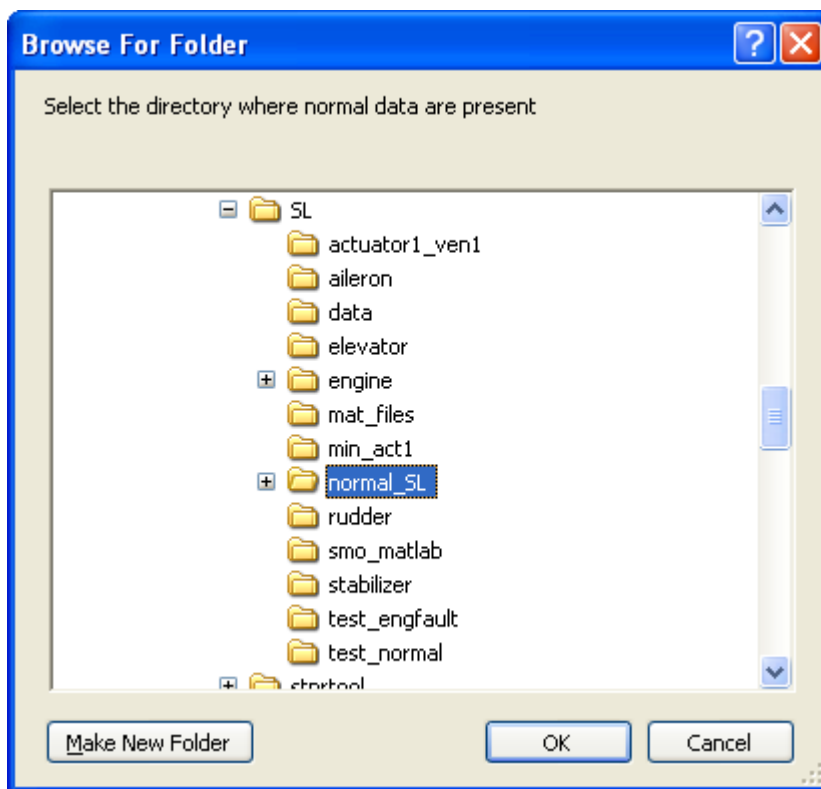 Browse For Folder
Select the directory where normal data are present
SL
actuator1_ven1
aileron
data
elevator
engine
mat_files
min_act1
normal_SL
rudder
smo_matlab
stabilizer
test_engfault
test_normal
stprtool
Make New Folder
OK
Cancel